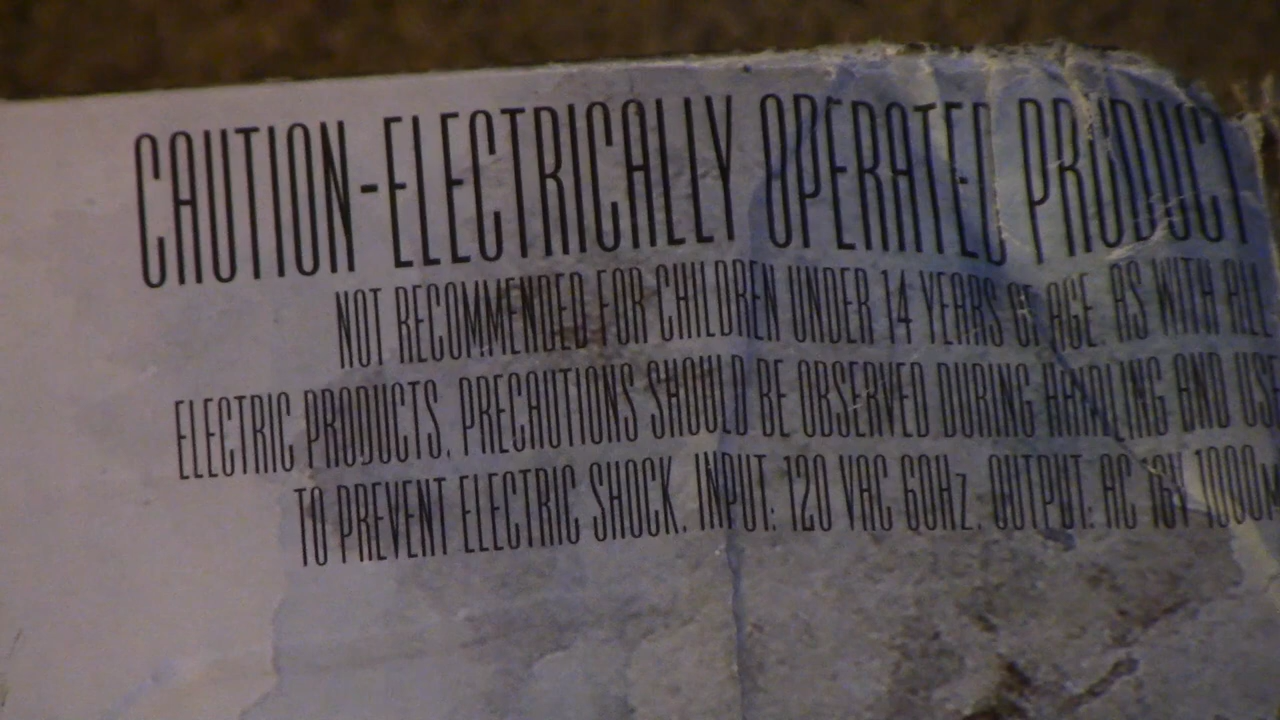 CAUTION-ELECTRICALLY OPERATED PRODUCT
NOT RECOMMENDED FOR CHILDREN UNDER 14 YEARS OF AGE. AS WITH ALL
ELECTRIC PRODUCTS, PRECAUTIONS SHOULD BE OBSERVED DURING HANDLING AND USE
TO PREVENT ELECTRIC SHOCK. INPUT: 120 VAC 60Hz. OUTPUT: AC 16V